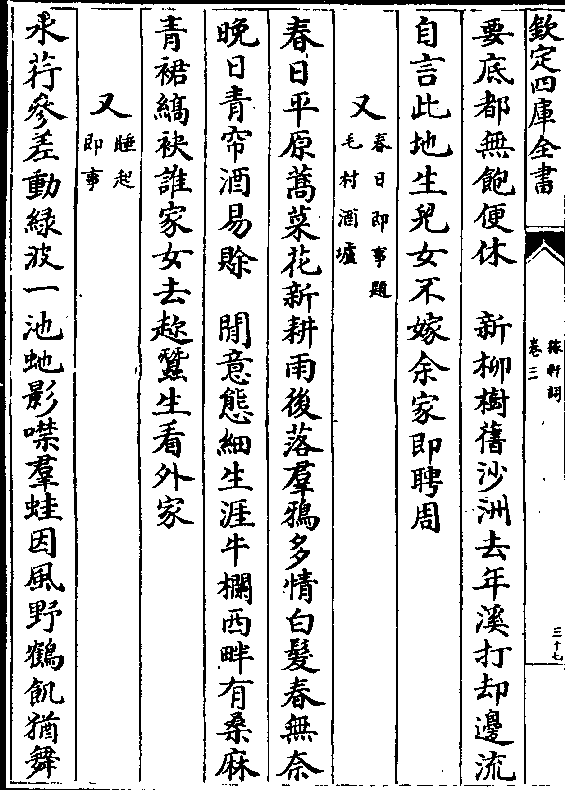 欽定四庫全書
稼軒詞
卷三
三十七
要底都無飽便休　新柳樹舊沙洲去年溪打却邊流
自言此地生兒女不嫁余家即聘周
又
春日即事題
毛村酒壚
春日平原薺菜花新耕雨後落羣鴉多情白髮春無奈
晚日青帘酒易賖　閒意態細生涯牛欄西畔有桑麻
青裙縞袂誰家女去趂蠶生看外家
又
睡起
即事
水荇參差動綠波一池虵影噤羣蛙因風野鶴飢猶舞